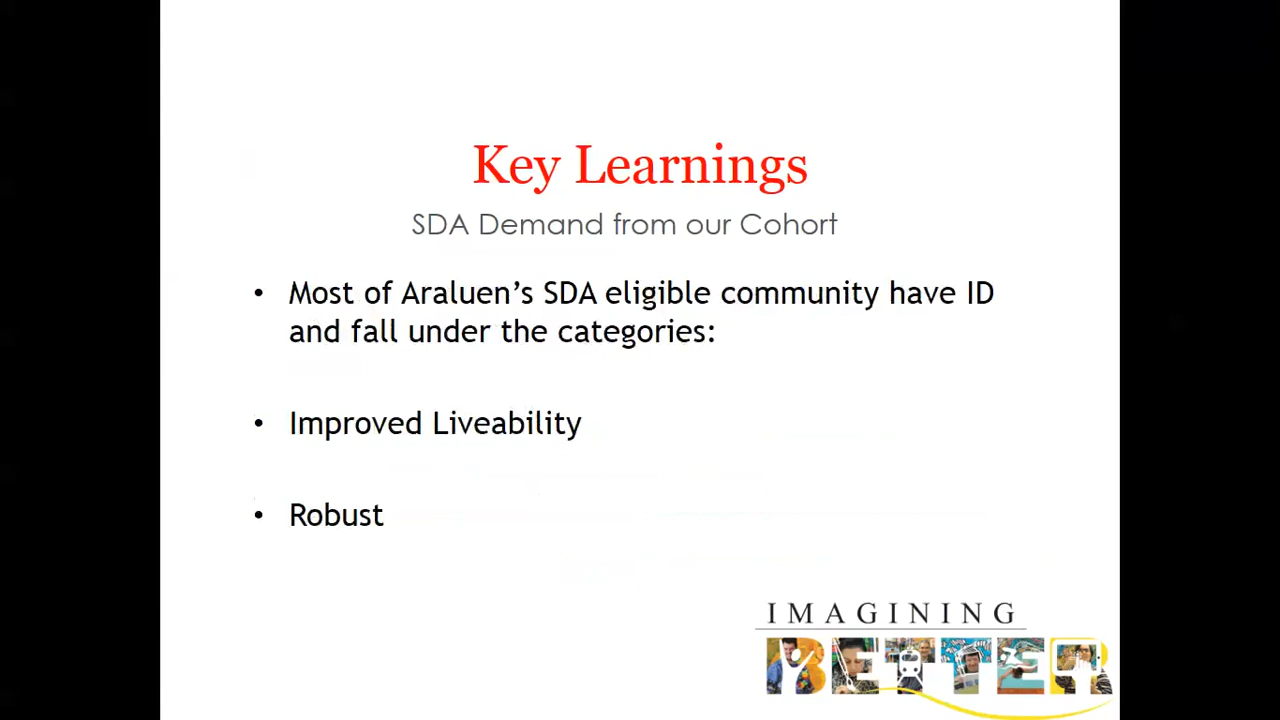 Key Learnings
SDA Demand from our Cohort
• Most of Araluen’s SDA eligible community have ID
and fall under the categories:
• Improved Liveability
• Robust
IMAGINING
BETTER